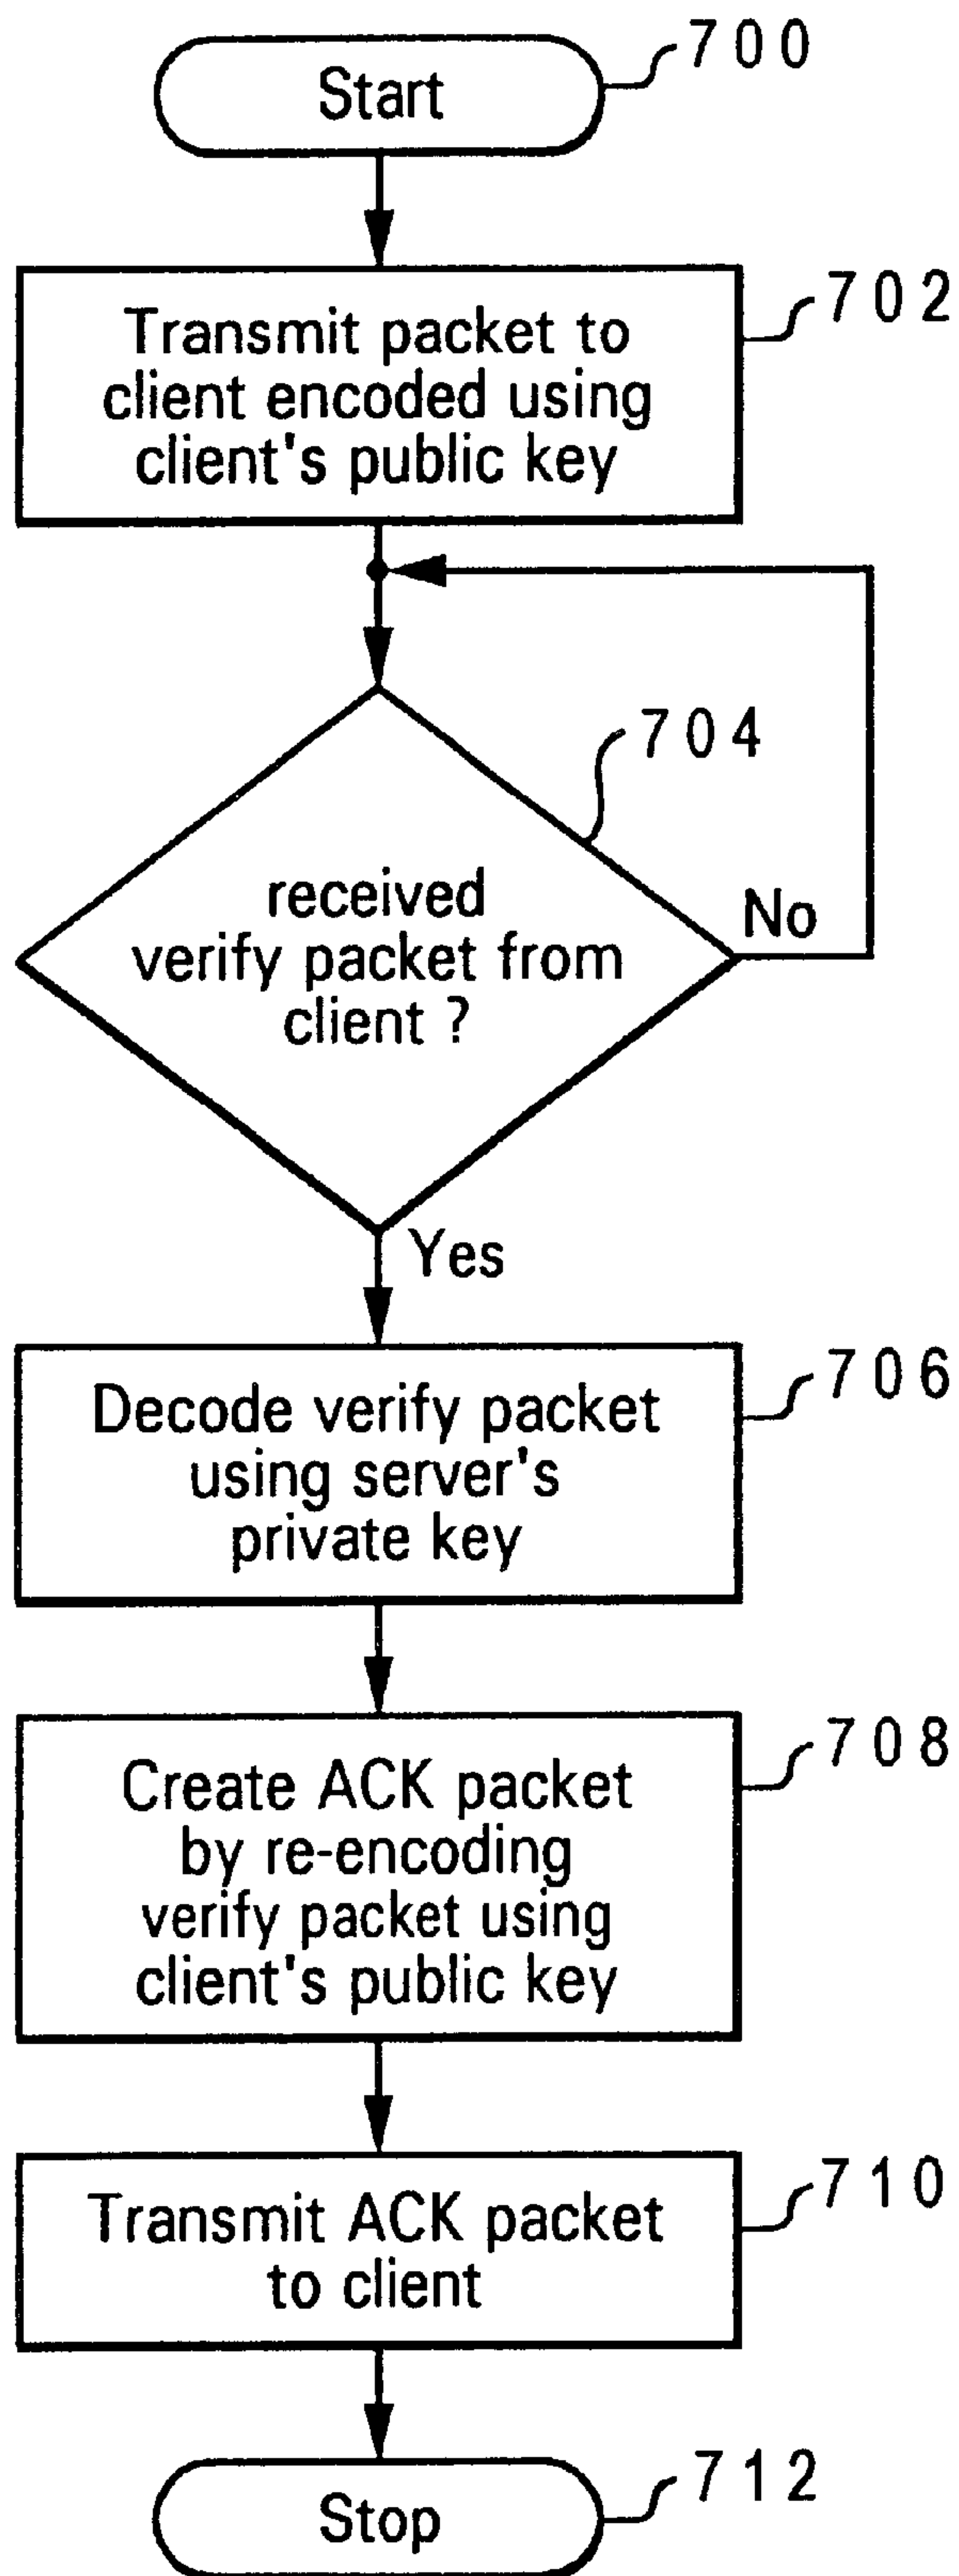 Start
700
Transmit packet to
client encoded using
client's public key
702
704
received
verify packet from
client ?
No
Yes
Decode verify packet
using server's
private key
706
Create ACK packet
by re-encoding
verify packet using
client's public key
708
Transmit ACK packet
to client
710
Stop
712